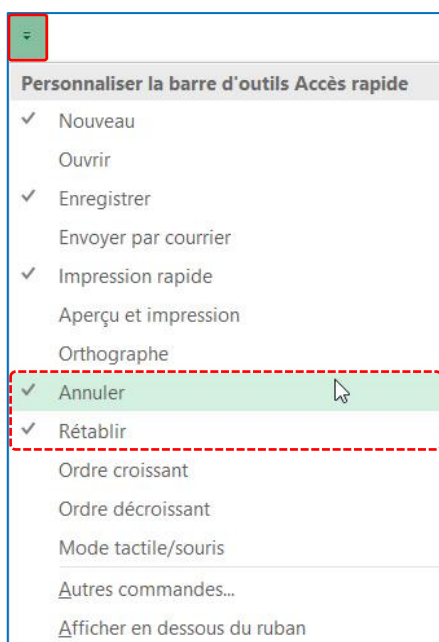 Personnaliser la barre d'outils Accès rapide
Nouveau
Ouvrir
Enregistrer
Envoyer par courrier
Impression rapide
Aperçu et impression
Orthographe
Annuler
Rétablir
Ordre croissant
Ordre décroissant
Mode tactile/souris
Autres commandes...
Afficher en dessous du ruban